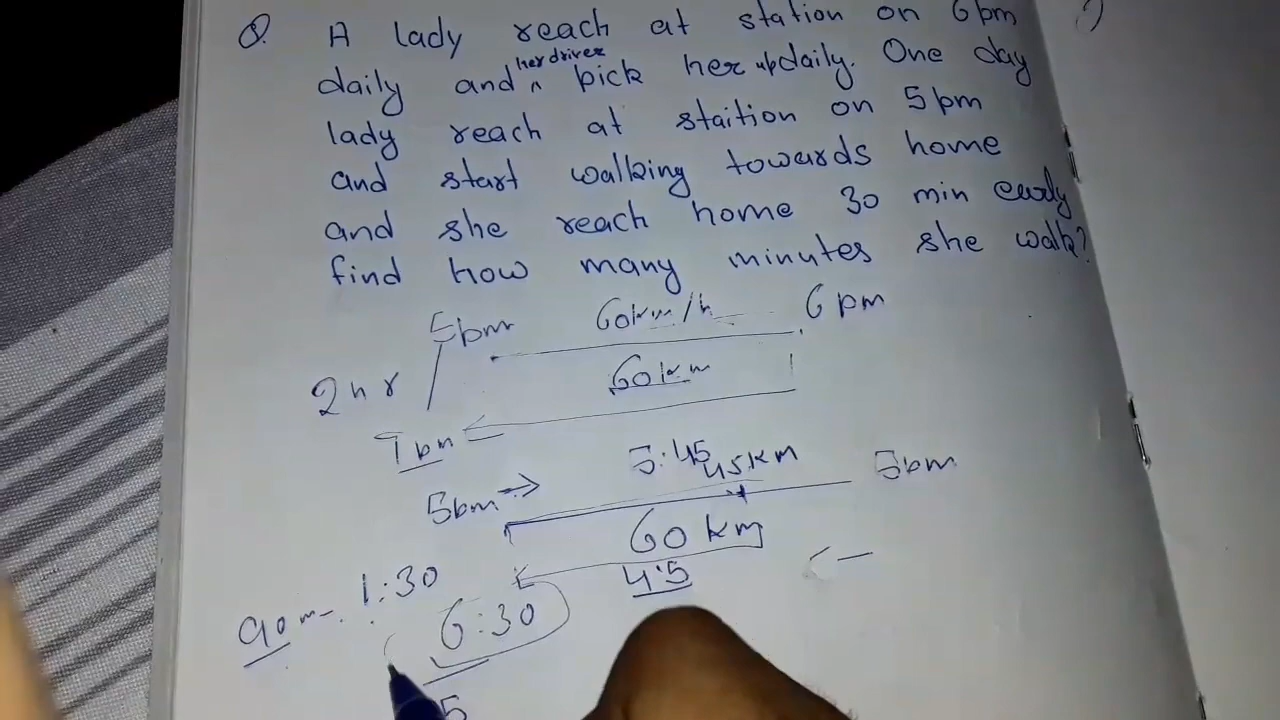 Q. A lady reach at station on 6pm
daily and her driver pick her up daily. One day
lady reach at staition on 5pm
and start walking towards home
and she reach home 30 min early
find how many minutes she walk?
5pm 60km/h 6pm
2hr 60km
7pm
5:45 45km 5pm
5pm
60 km
1:30 45
90m 6:30
5